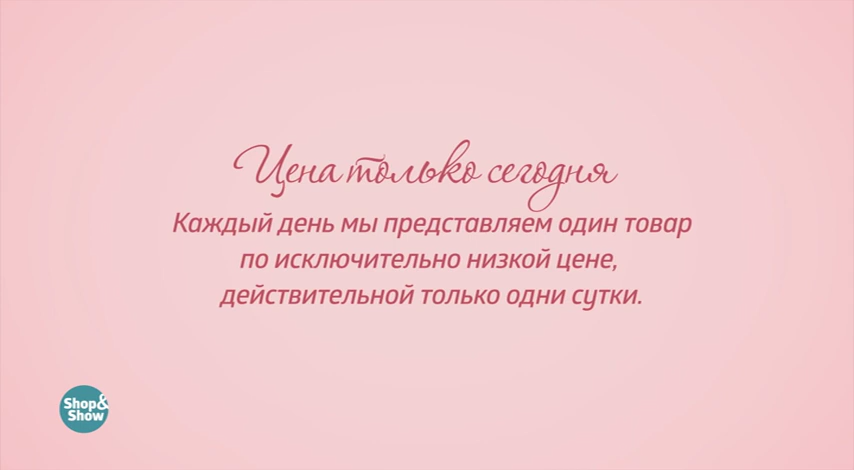 Цена только сегодня
Каждый день мы представляем один товар
по исключительно низкой цене,
действительной только одни сутки.
Shop&
Show